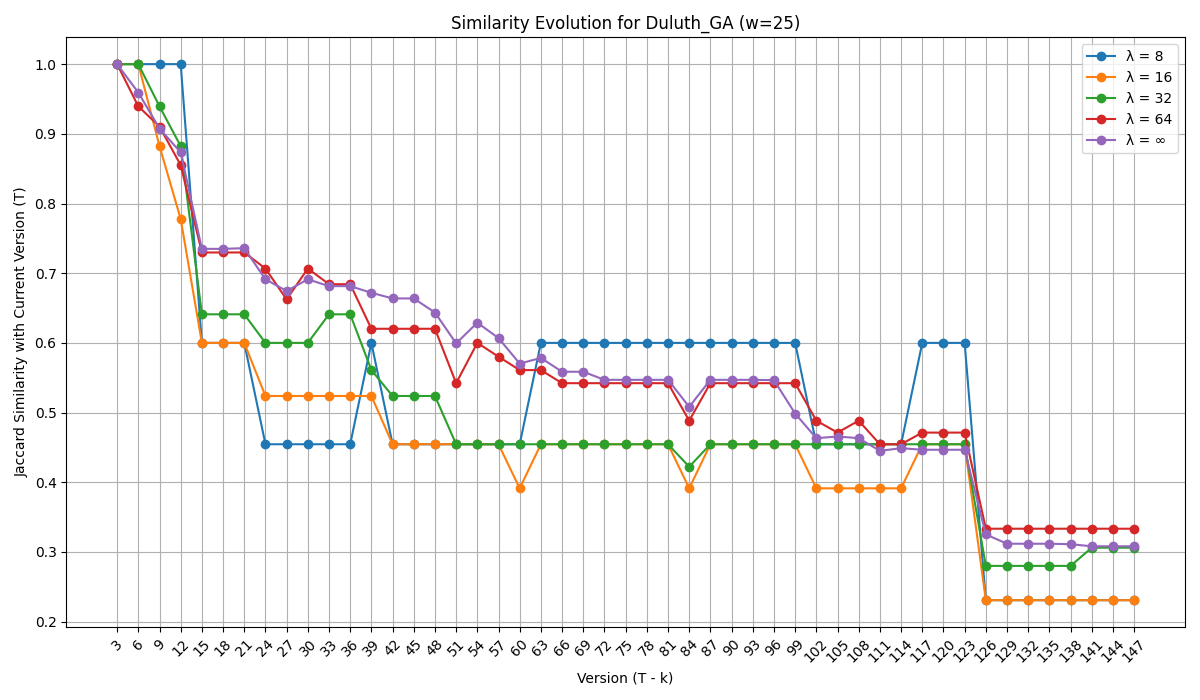 Similarity Evolution for Duluth_GA (w=25)
Jaccard Similarity with Current Version (T)
1.0
0.9
0.8
0.7
0.6
0.5
0.4
0.3
0.2
λ = 8
λ = 16
λ = 32
λ = 64
λ = ∞
3 6 9 12 15 18 21 24 27 30 33 36 39 42 45 48 51 54 57 60 63 66 69 72 75 78 81 84 87 90 93 96 99 102 105 108 111 114 117 120 123 126 129 132 135 138 141 144 147
Version (T - k)